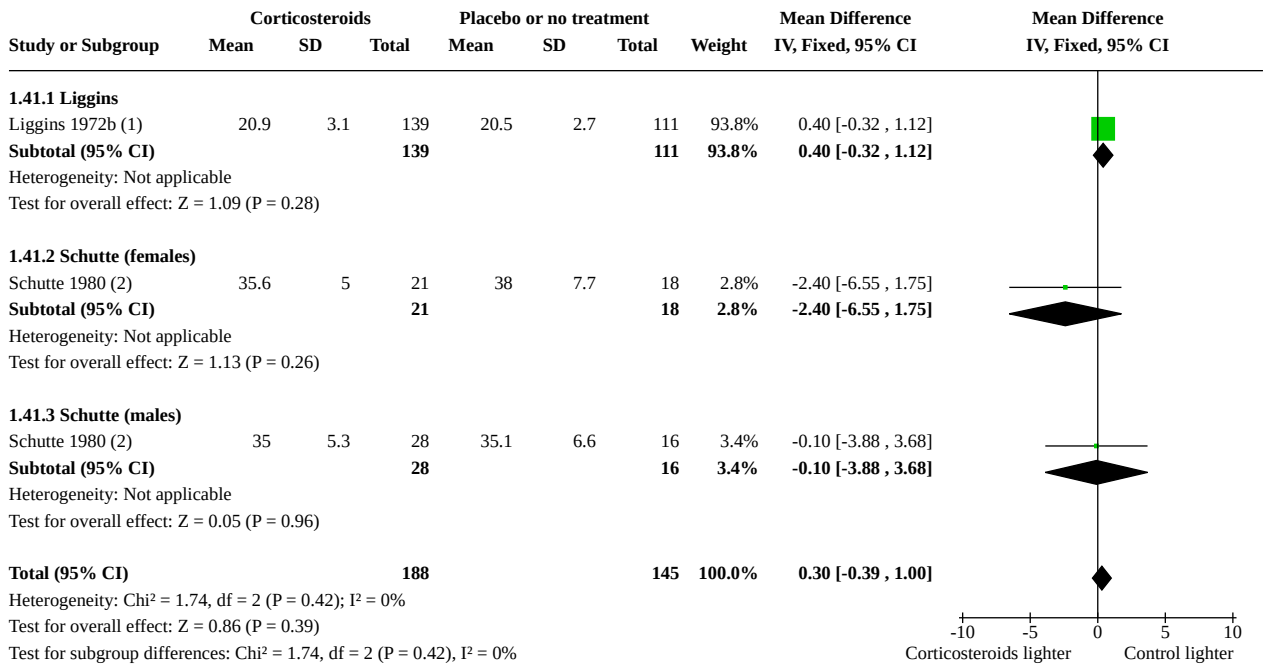 Corticosteroids Placebo or no treatment Mean Difference Mean Difference
Study or Subgroup Mean SD Total Mean SD Total Weight IV, Fixed, 95% CI IV, Fixed, 95% CI
1.41.1 Liggins
Liggins 1972b (1) 20.9 3.1 139 20.5 2.7 111 93.8% 0.40 [-0.32 , 1.12]
Subtotal (95% CI) 139 111 93.8% 0.40 [-0.32 , 1.12]
Heterogeneity: Not applicable
Test for overall effect: Z = 1.09 (P = 0.28)
1.41.2 Schutte (females)
Schutte 1980 (2) 35.6 5 21 38 7.7 18 2.8% -2.40 [-6.55 , 1.75]
Subtotal (95% CI) 21 18 2.8% -2.40 [-6.55 , 1.75]
Heterogeneity: Not applicable
Test for overall effect: Z = 1.13 (P = 0.26)
1.41.3 Schutte (males)
Schutte 1980 (2) 35 5.3 28 35.1 6.6 16 3.4% -0.10 [-3.88 , 3.68]
Subtotal (95% CI) 28 16 3.4% -0.10 [-3.88 , 3.68]
Heterogeneity: Not applicable
Test for overall effect: Z = 0.05 (P = 0.96)
Total (95% CI) 188 145 100.0% 0.30 [-0.39 , 1.00]
Heterogeneity: Chi² = 1.74, df = 2 (P = 0.42); I² = 0%
Test for overall effect: Z = 0.86 (P = 0.39)
-10 -5 0 5 10
Test for subgroup differences: Chi² = 1.74, df = 2 (P = 0.42), I² = 0% Corticosteroids lighter Control lighter